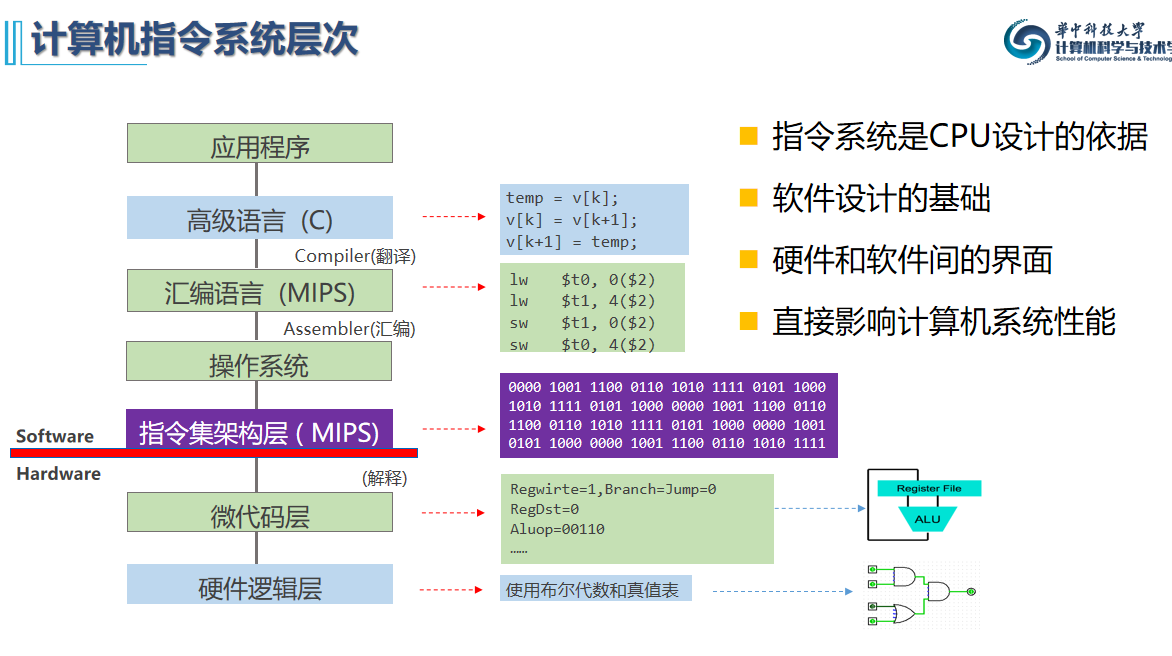 计算机指令系统层次
华中科技大学
计算机科学与技术学
School of Computer Science & Technology
应用程序
高级语言 (C)
Compiler(翻译)
汇编语言 (MIPS)
Assembler(汇编)
操作系统
指令集架构层 ( MIPS)
Software
Hardware
(解释)
微代码层
硬件逻辑层
temp = v[k];
v[k] = v[k+1];
v[k+1] = temp;
lw $t0, 0($2)
lw $t1, 4($2)
sw $t1, 0($2)
sw $t0, 4($2)
0000 1001 1100 0110 1010 1111 0101 1000
1010 1111 0101 1000 0000 1001 1100 0110
1100 0110 1010 1111 0101 1000 0000 1001
0101 1000 0000 1001 1100 0110 1010 1111
Regwirte=1,Branch=Jump=0
RegDst=0
Aluop=00110
……
使用布尔代数和真值表
Register File
ALU
指令系统是CPU设计的依据
软件设计的基础
硬件和软件间的界面
直接影响计算机系统性能